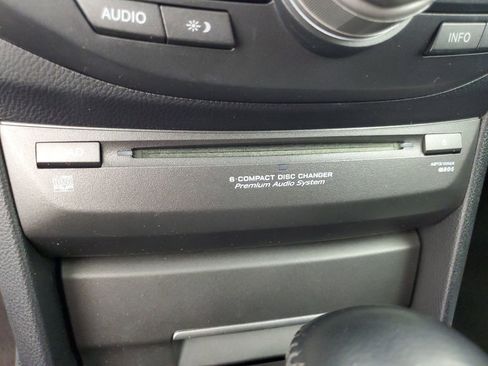 AUDIO
INFO
6·COMPACT DISC CHANGER
Premium Audio System